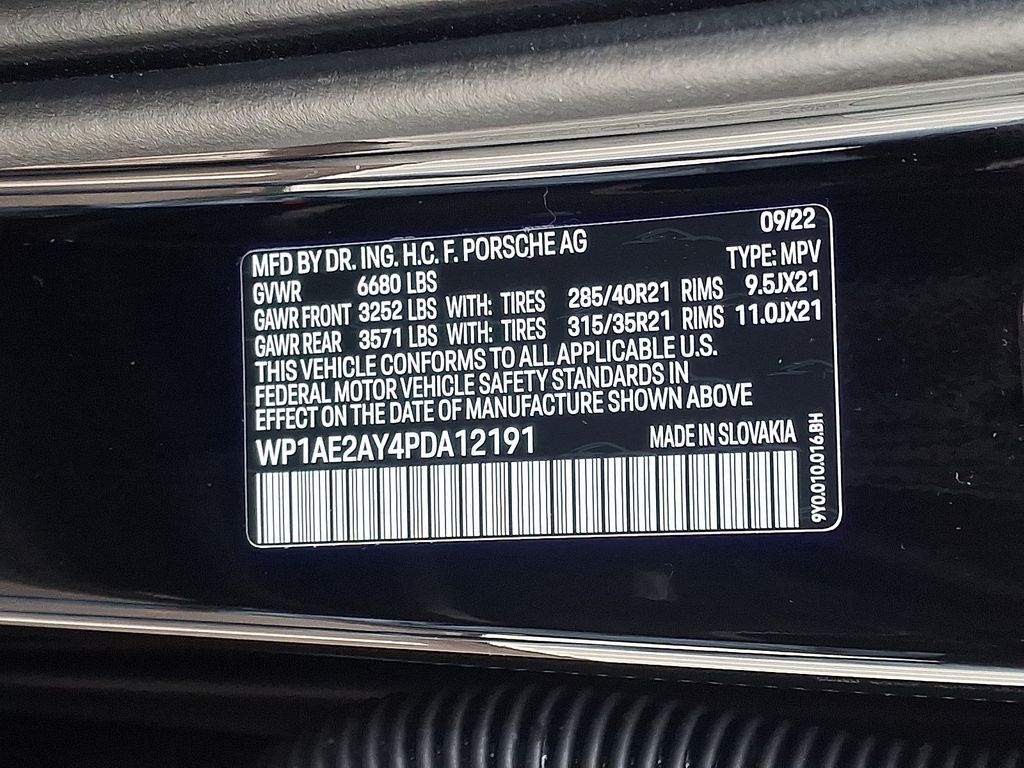 09/22
MFD BY DR. ING. H.C. F. PORSCHE AG
TYPE: MPV
GVWR 6680 LBS
GAWR FRONT 3252 LBS WITH: TIRES 285/40R21 RIMS 9.5JX21
GAWR REAR 3571 LBS WITH: TIRES 315/35R21 RIMS 11.0JX21
THIS VEHICLE CONFORMS TO ALL APPLICABLE U.S.
FEDERAL MOTOR VEHICLE SAFETY STANDARDS IN
EFFECT ON THE DATE OF MANUFACTURE SHOWN ABOVE
WP1AE2AY4PDA12191 MADE IN SLOVAKIA
9Y0.010.016.BH